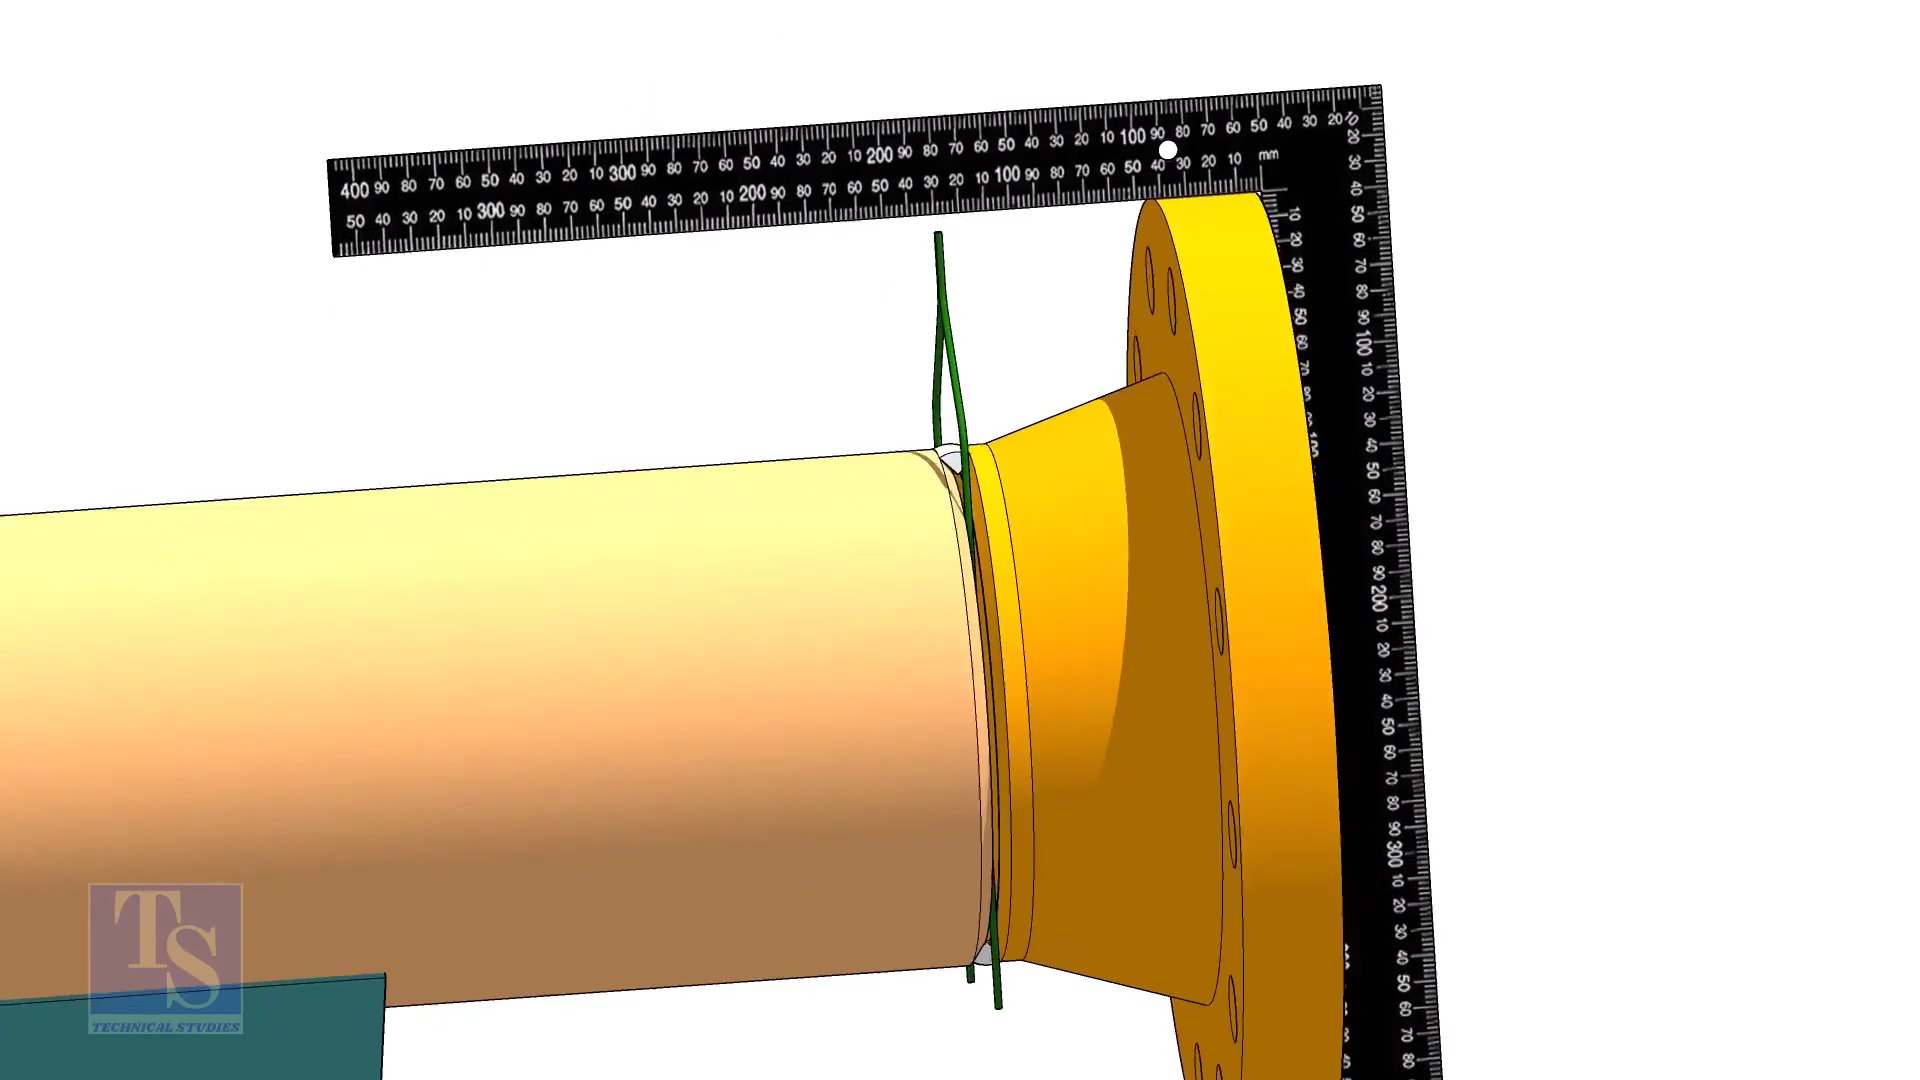 400 90 80 70 60 50 40 30 20 10 300 90 80 70 60 50 40 30 20 10 200 90 80 70 60 50 40 30 20 10 100 90 80 70 60 50 40 30 20
50 40 30 20 10 300 90 80 70 60 50 40 30 20 10 200 90 80 70 60 50 40 30 20 10 100 90 80 70 60 50 40 30 20 10 mm
20 30 40 50 60 70 80 90 100 10 20 30 40 50 60 70 80 90 200 10 20 30 40 50 60 70 80 90 300 10 20 30 40 50 60 70 80
10 20 30 40 50 60 70
TS
TECHNICAL STUDIES